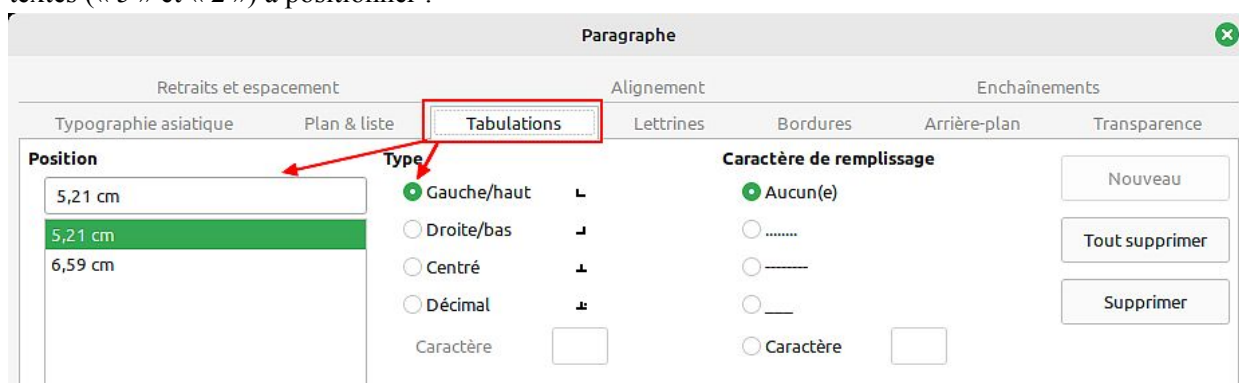 textes (« 3 » et « 2 ») à positionner :
Paragraphe
Retraits et espacement Alignement Enchaînements
Typographie asiatique Plan & liste Tabulations Lettrines Bordures Arrière-plan Transparence
Position Type Caractère de remplissage
5,21 cm Gauche/haut Aucun(e) Nouveau
5,21 cm Droite/bas ........ Tout supprimer
6,59 cm Centré --------
Décimal ___ Supprimer
Caractère Caractère